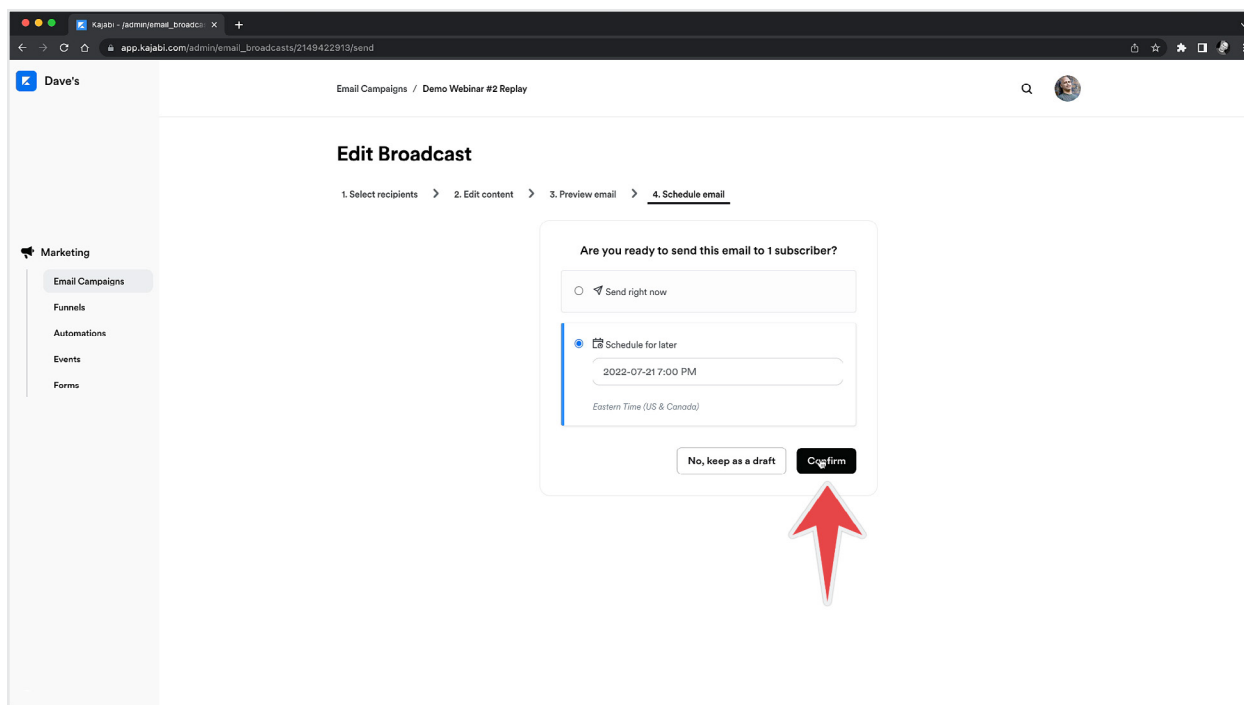 Kajabi - /admin/email_broadca
app.kajabi.com/admin/email_broadcasts/2149422913/send
Dave's
Email Campaigns / Demo Webinar #2 Replay
Edit Broadcast
1. Select recipients > 2. Edit content > 3. Preview email > 4. Schedule email
Marketing
Email Campaigns
Funnels
Automations
Events
Forms
Are you ready to send this email to 1 subscriber?
Send right now
Schedule for later
2022-07-21 7:00 PM
Eastern Time (US & Canada)
No, keep as a draft
Confirm